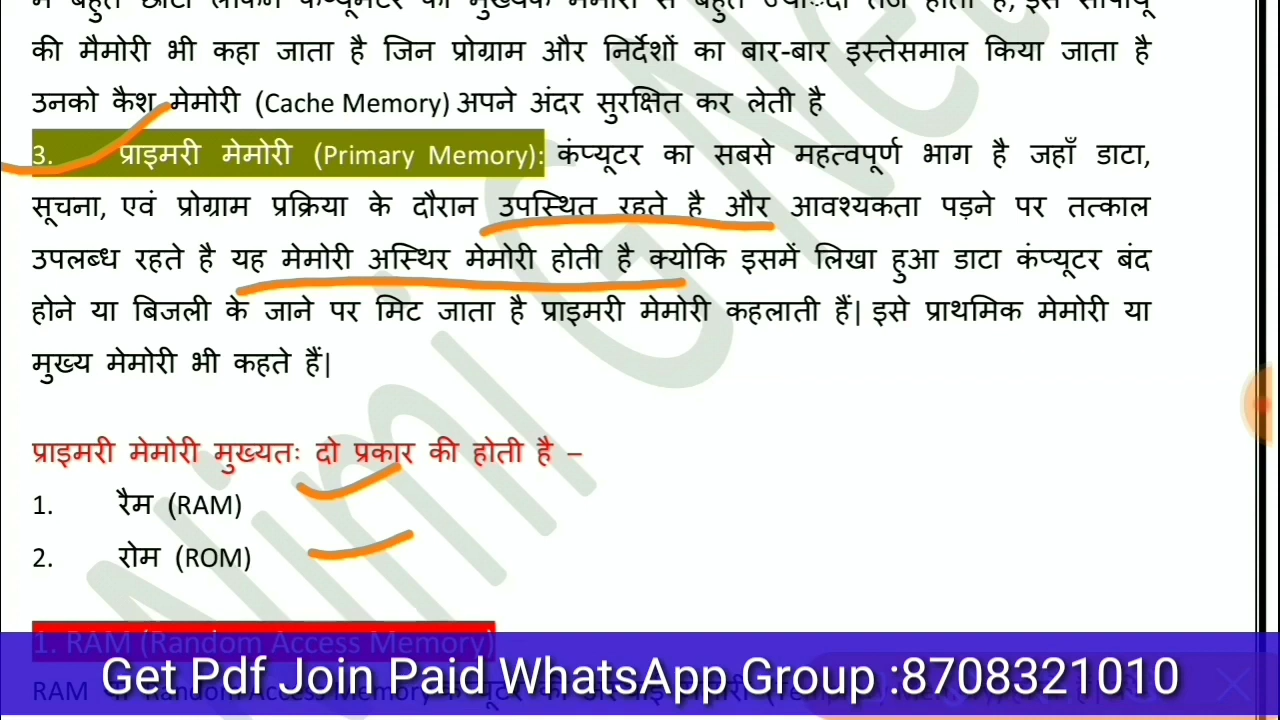 की मैमोरी भी कहा जाता है जिन प्रोग्राम और निर्देशों का बार-बार इस्तेसमाल किया जाता है
उनको कैश मेमोरी (Cache Memory) अपने अंदर सुरक्षित कर लेती है
3. प्राइमरी मेमोरी (Primary Memory): कंप्यूटर का सबसे महत्वपूर्ण भाग है जहाँ डाटा,
सूचना, एवं प्रोग्राम प्रक्रिया के दौरान उपस्थित रहते है और आवश्यकता पड़ने पर तत्काल
उपलब्ध रहते है यह मेमोरी अस्थिर मेमोरी होती है क्योकि इसमें लिखा हुआ डाटा कंप्यूटर बंद
होने या बिजली के जाने पर मिट जाता है प्राइमरी मेमोरी कहलाती हैं| इसे प्राथमिक मेमोरी या
मुख्य मेमोरी भी कहते हैं|
प्राइमरी मेमोरी मुख्यतः दो प्रकार की होती है –
1. रैम (RAM)
2. रोम (ROM)
1. RAM (Random Access Memory)
Get Pdf Join Paid WhatsApp Group :8708321010
RAM